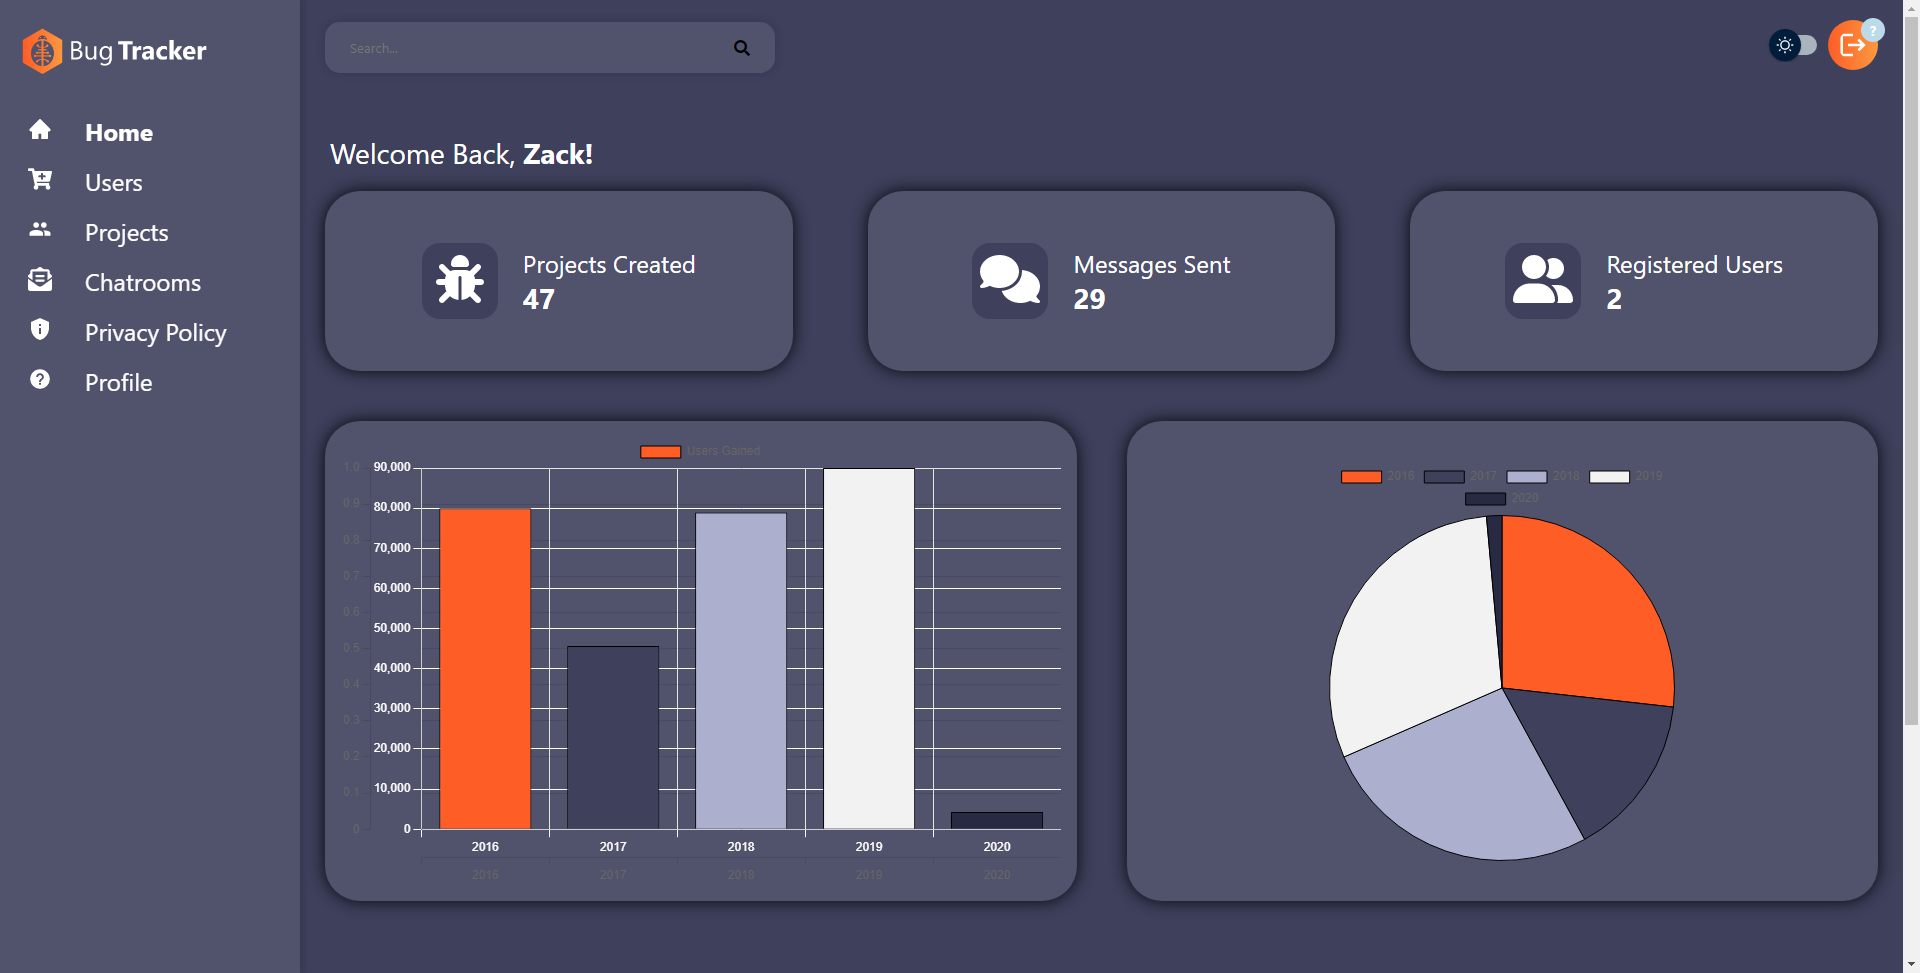 Bug Tracker
Home
Users
Projects
Chatrooms
Privacy Policy
Profile
Search...
?
Welcome Back, Zack!
Projects Created
47
Messages Sent
29
Registered Users
2
Users Gained
1.0
0.9
0.8
0.7
0.6
0.5
0.4
0.3
0.2
0.1
0
90,000
80,000
70,000
60,000
50,000
40,000
30,000
20,000
10,000
0
2016 2017 2018 2019 2020
2016 2017 2018 2019 2020
2016 2017 2018 2019
2020